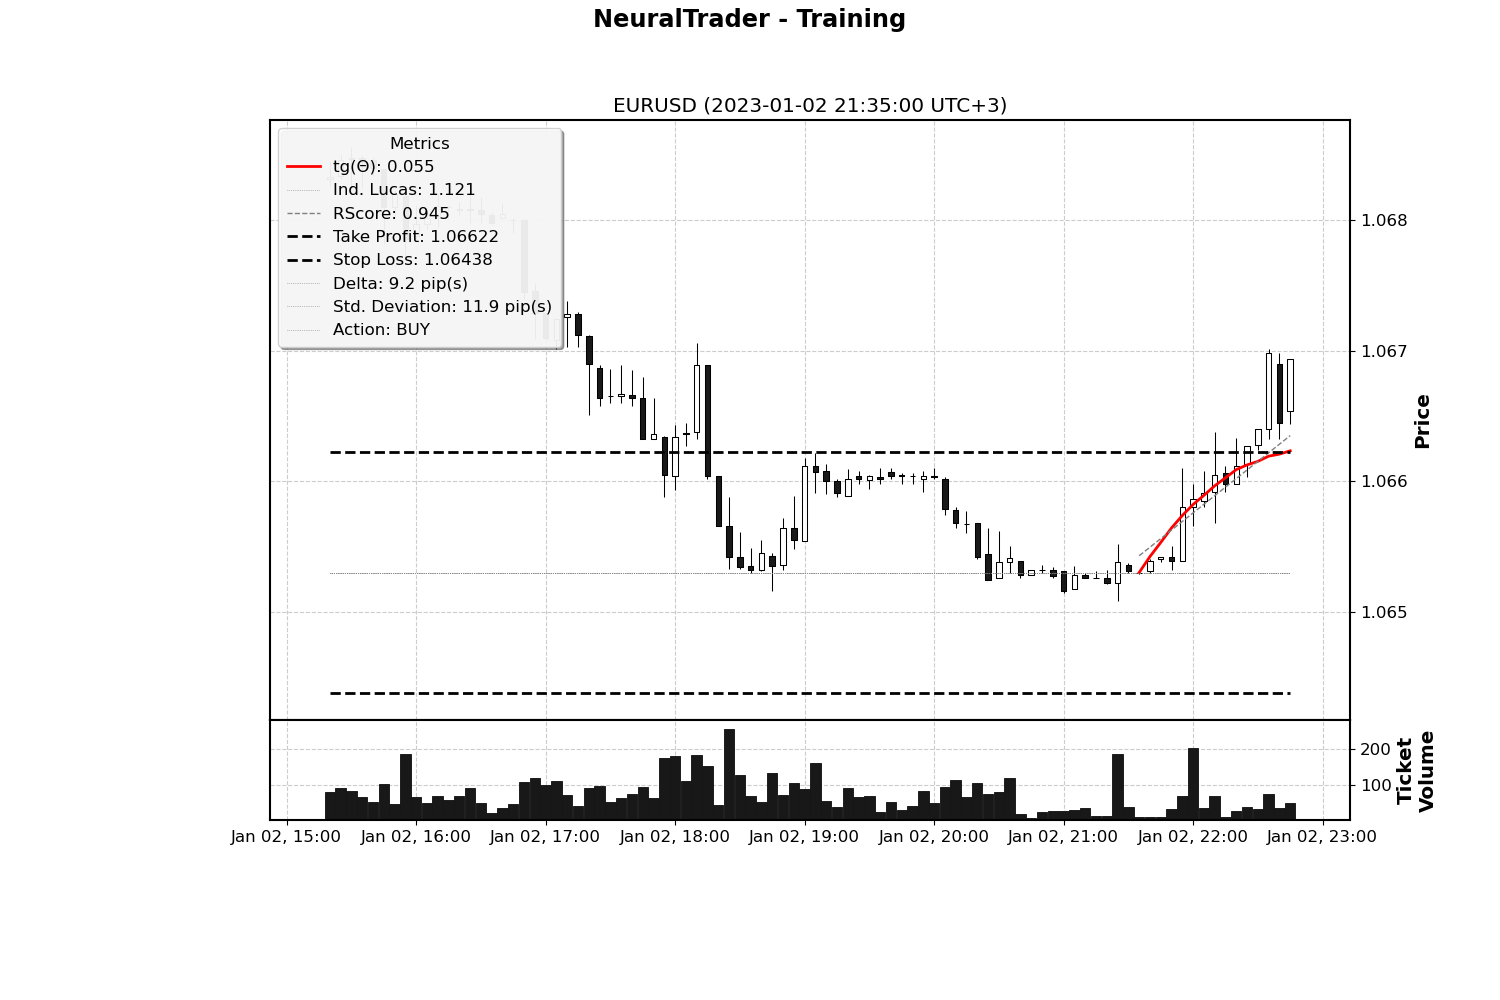 NeuralTrader - Training
EURUSD (2023-01-02 21:35:00 UTC+3)
Metrics
tg(Θ): 0.055
Ind. Lucas: 1.121
RScore: 0.945
Take Profit: 1.06622
Stop Loss: 1.06438
Delta: 9.2 pip(s)
Std. Deviation: 11.9 pip(s)
Action: BUY
1.068
1.067
1.066
1.065
Price
200
100
Ticket
Volume
Jan 02, 15:00
Jan 02, 16:00
Jan 02, 17:00
Jan 02, 18:00
Jan 02, 19:00
Jan 02, 20:00
Jan 02, 21:00
Jan 02, 22:00
Jan 02, 23:00